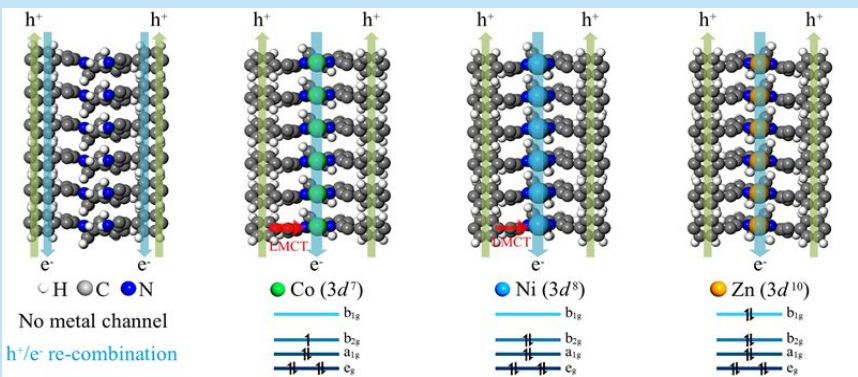 h⁺ h⁺ h⁺ h⁺ h⁺ h⁺ h⁺ h⁺
LMCT LMCT
e⁻ e⁻ e⁻ e⁻ e⁻
H C N Co (3d⁷) Ni (3d⁸) Zn (3d¹⁰)
No metal channel
h⁺/e⁻ re-combination
b₁g b₁g b₁g
b₂g b₂g b₂g
a₁g a₁g a₁g
eg eg eg